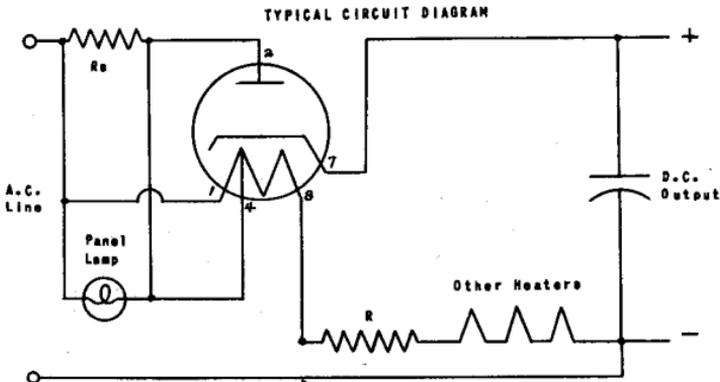 TYPICAL CIRCUIT DIAGRAM
+
Rs
2
7
A.C.
Line
1
4
8
D.C.
Output
Panel
Lamp
Other Heaters
R
−